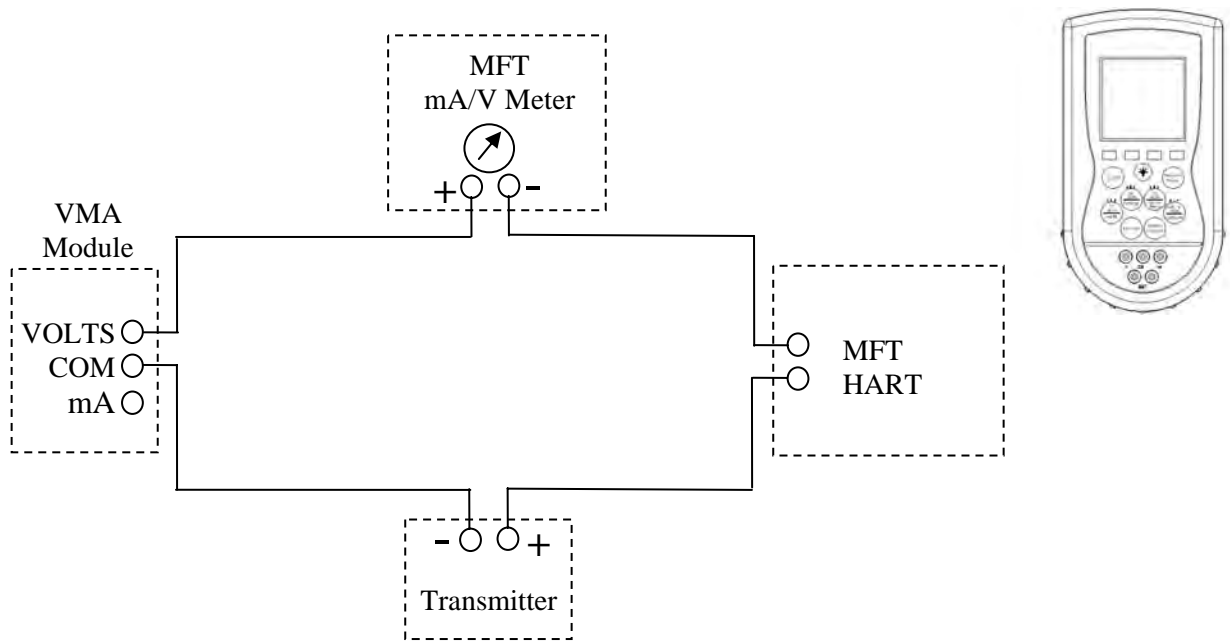 MFT
mA/V Meter
+ -
VMA
Module
VOLTS
COM
mA
MFT
HART
- +
Transmitter